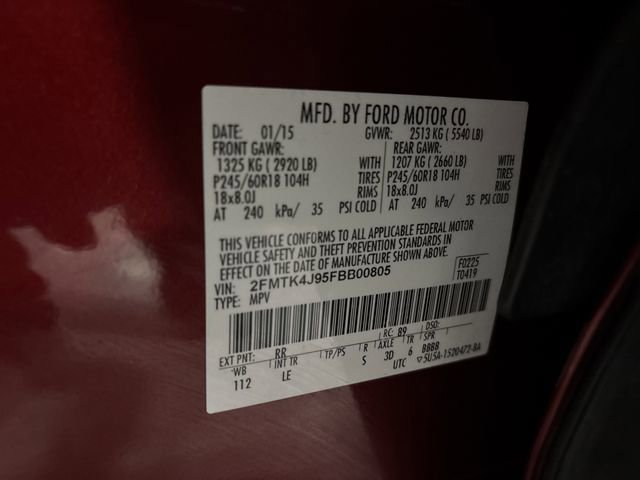 MFD. BY FORD MOTOR CO.
DATE: 01/15 GVWR: 2513 KG ( 5540 LB)
FRONT GAWR: REAR GAWR:
1325 KG ( 2920 LB) WITH 1207 KG ( 2660 LB) WITH
P245/60R18 104H TIRES P245/60R18 104H TIRES
18x8.0J RIMS 18x8.0J RIMS
AT 240 kPa/ 35 PSI COLD AT 240 kPa/ 35 PSI COLD
THIS VEHICLE CONFORMS TO ALL APPLICABLE FEDERAL MOTOR
VEHICLE SAFETY AND THEFT PREVENTION STANDARDS IN
EFFECT ON THE DATE OF MANUFACTURE SHOWN ABOVE.
VIN: 2FMTK4J95FBB00805 F0225
TYPE: MPV T0419
EXT PNT: RR RC: 89 DSO:
WB INT TR TP/PS R AXLE TR SPR
112 LE S 3D 6 BBBB
UTC ▽5U5A-1520472-BA